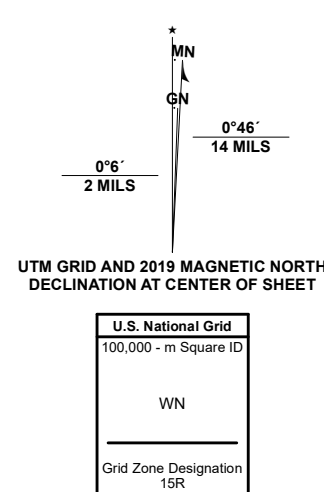 ★
MN
GN
0°46´
14 MILS
0°6´
2 MILS
UTM GRID AND 2019 MAGNETIC NORTH
DECLINATION AT CENTER OF SHEET
U.S. National Grid
100,000 - m Square ID
WN
Grid Zone Designation
15R